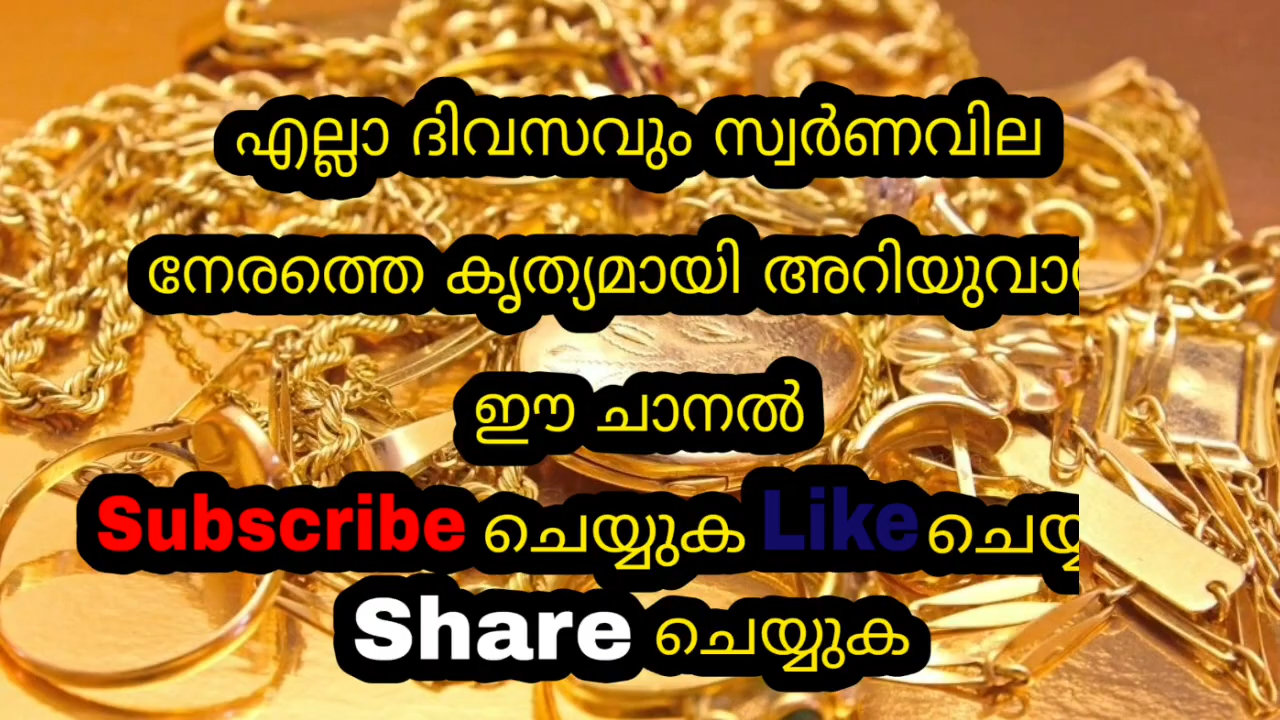 എല്ലാ ദിവസവും സ്വർണവില
നേരത്തെ കൃത്യമായി
ഈ ചാനൽ
Subscribe ചെയ്യുക Like
Share ചെയ്യുക